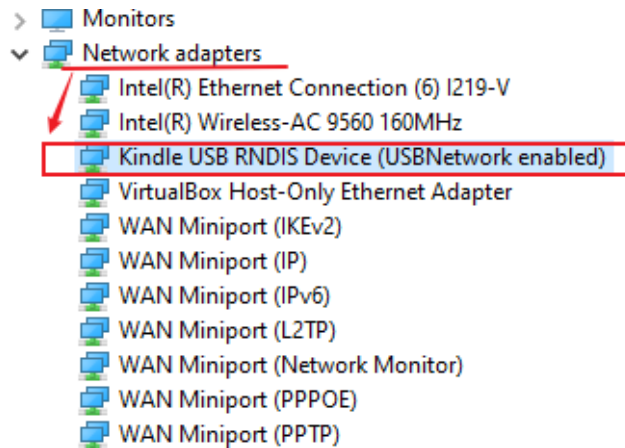 Monitors
Network adapters
Intel(R) Ethernet Connection (6) I219-V
Intel(R) Wireless-AC 9560 160MHz
Kindle USB RNDIS Device (USBNetwork enabled)
VirtualBox Host-Only Ethernet Adapter
WAN Miniport (IKEv2)
WAN Miniport (IP)
WAN Miniport (IPv6)
WAN Miniport (L2TP)
WAN Miniport (Network Monitor)
WAN Miniport (PPPOE)
WAN Miniport (PPTP)